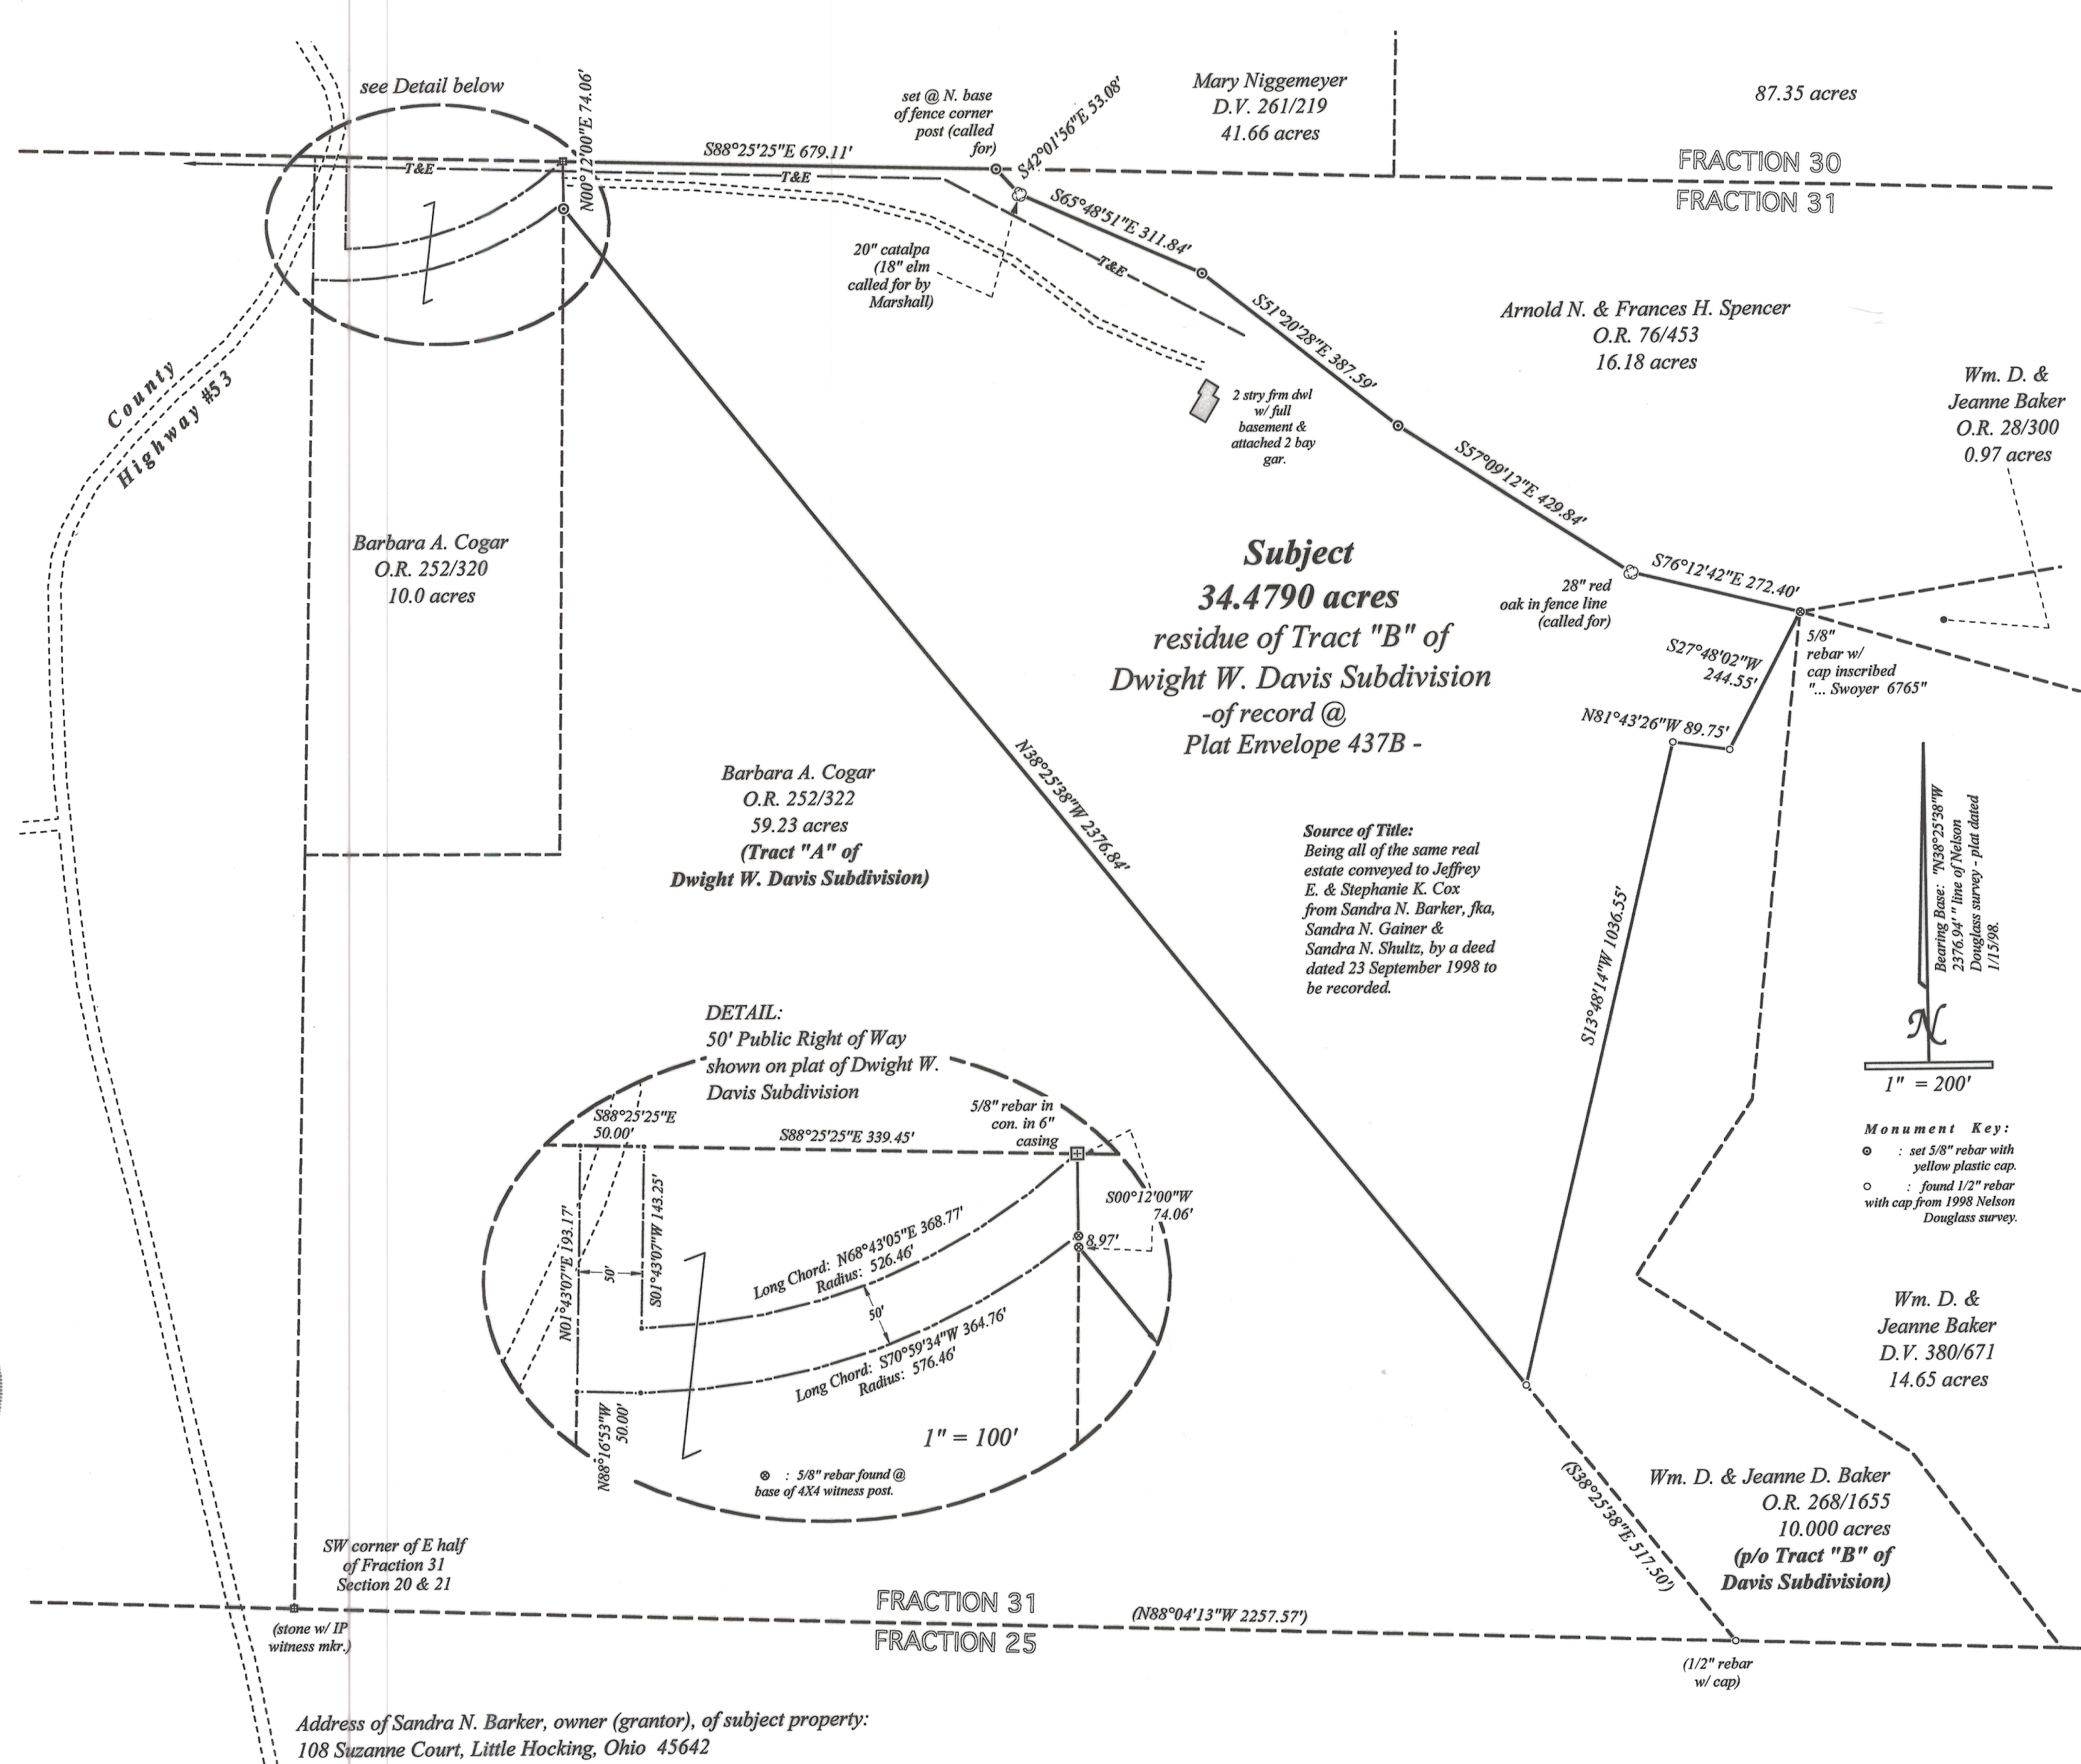 see Detail below
N00°12'00"E 74.06'
set @ N. base
of fence corner
post (called
for)
S42°01'56"E 53.08'
Mary Niggemeyer
D.V. 261/219
41.66 acres
87.35 acres
FRACTION 30
FRACTION 31
S88°25'25"E 679.11'
T&E
T&E
T&E
S65°48'51"E 311.84'
20" catalpa
(18" elm
called for by
Marshall)
S51°20'28"E 387.59'
Arnold N. & Frances H. Spencer
O.R. 76/453
16.18 acres
Wm. D. &
Jeanne Baker
O.R. 28/300
0.97 acres
County
Highway #53
2 stry frm dwl
w/ full
basement &
attached 2 bay
gar.
S57°09'12"E 429.84'
Barbara A. Cogar
O.R. 252/320
10.0 acres
Subject
34.4790 acres
residue of Tract "B" of
Dwight W. Davis Subdivision
-of record @
Plat Envelope 437B -
28" red
oak in fence line
(called for)
S76°12'42"E 272.40'
5/8"
rebar w/
cap inscribed
"... Swoyer 6765"
S27°48'02"W
244.55'
N81°43'26"W 89.75'
N38°25'38"W 2376.84'
Barbara A. Cogar
O.R. 252/322
59.23 acres
(Tract "A" of
Dwight W. Davis Subdivision)
Source of Title:
Being all of the same real
estate conveyed to Jeffrey
E. & Stephanie K. Cox
from Sandra N. Barker, fka,
Sandra N. Gainer &
Sandra N. Shultz, by a deed
dated 23 September 1998 to
be recorded.
S13°48'14"W 1036.55'
Bearing Base: "N38°25'38"W
2376.94' " line of Nelson
Douglass survey - plat dated
1/15/98.
N
1" = 200'
Monument Key:
: set 5/8" rebar with
yellow plastic cap.
: found 1/2" rebar
with cap from 1998 Nelson
Douglass survey.
DETAIL:
50' Public Right of Way
shown on plat of Dwight W.
Davis Subdivision
S88°25'25"E
50.00'
S88°25'25"E 339.45'
5/8" rebar in
con. in 6"
casing
S00°12'00"W
74.06'
8.97'
N01°43'07"E 193.17'
50'
S01°43'07"W 143.25'
Long Chord: N68°43'05"E 368.77'
Radius: 526.46'
50'
Long Chord: S70°59'34"W 364.76'
Radius: 576.46'
N88°16'53"W
50.00'
1" = 100'
: 5/8" rebar found @
base of 4X4 witness post.
Wm. D. &
Jeanne Baker
D.V. 380/671
14.65 acres
(S38°25'38"E 517.50')
Wm. D. & Jeanne D. Baker
O.R. 268/1655
10.000 acres
(p/o Tract "B" of
Davis Subdivision)
SW corner of E half
of Fraction 31
Section 20 & 21
(stone w/ IP
witness mkr.)
FRACTION 31
FRACTION 25
(N88°04'13"W 2257.57')
(1/2" rebar
w/ cap)
Address of Sandra N. Barker, owner (grantor), of subject property:
108 Suzanne Court, Little Hocking, Ohio 45642